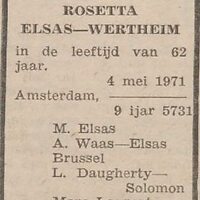 ROSETTA
ELSAS—WERTHEIM
in de leeftijd van 62
jaar.
4 mei 1971
Amsterdam,
9 ijar 5731
M. Elsas
A. Waas—Elsas
Brussel
L. Daugherty—
Solomon